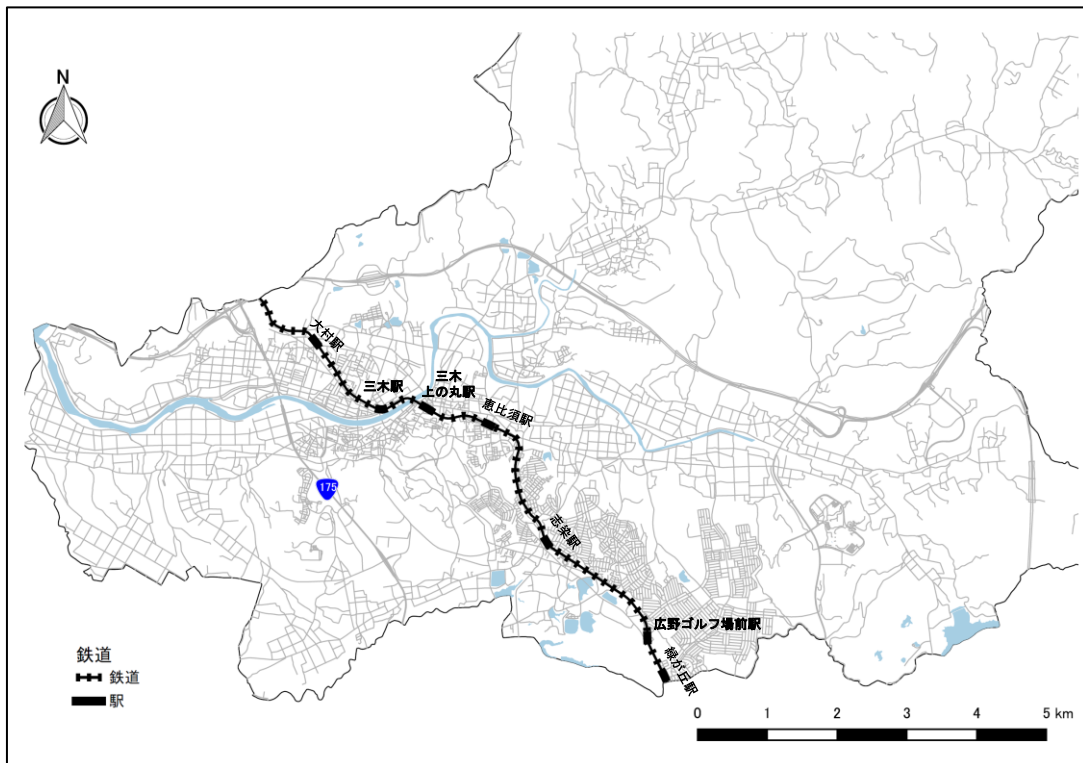 N
大村駅
三木駅
三木
上の丸駅
恵比須駅
175
志染駅
広野ゴルフ場前駅
緑が丘駅
鉄道
鉄道
駅
0 1 2 3 4 5 km